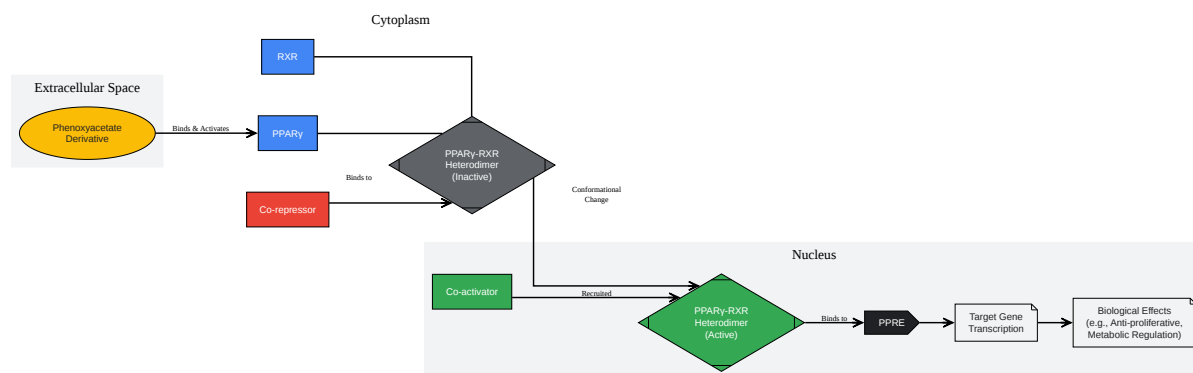 Cytoplasm
RXR
Extracellular Space
Phenoxyacetate
Derivative
Binds & Activates
PPARγ
PPARγ-RXR
Heterodimer
(Inactive)
Binds to
Co-repressor
Conformational
Change
Nucleus
Co-activator
Recruited
PPARγ-RXR
Heterodimer
(Active)
Binds to
PPRE
Target Gene
Transcription
Biological Effects
(e.g., Anti-proliferative,
Metabolic Regulation)